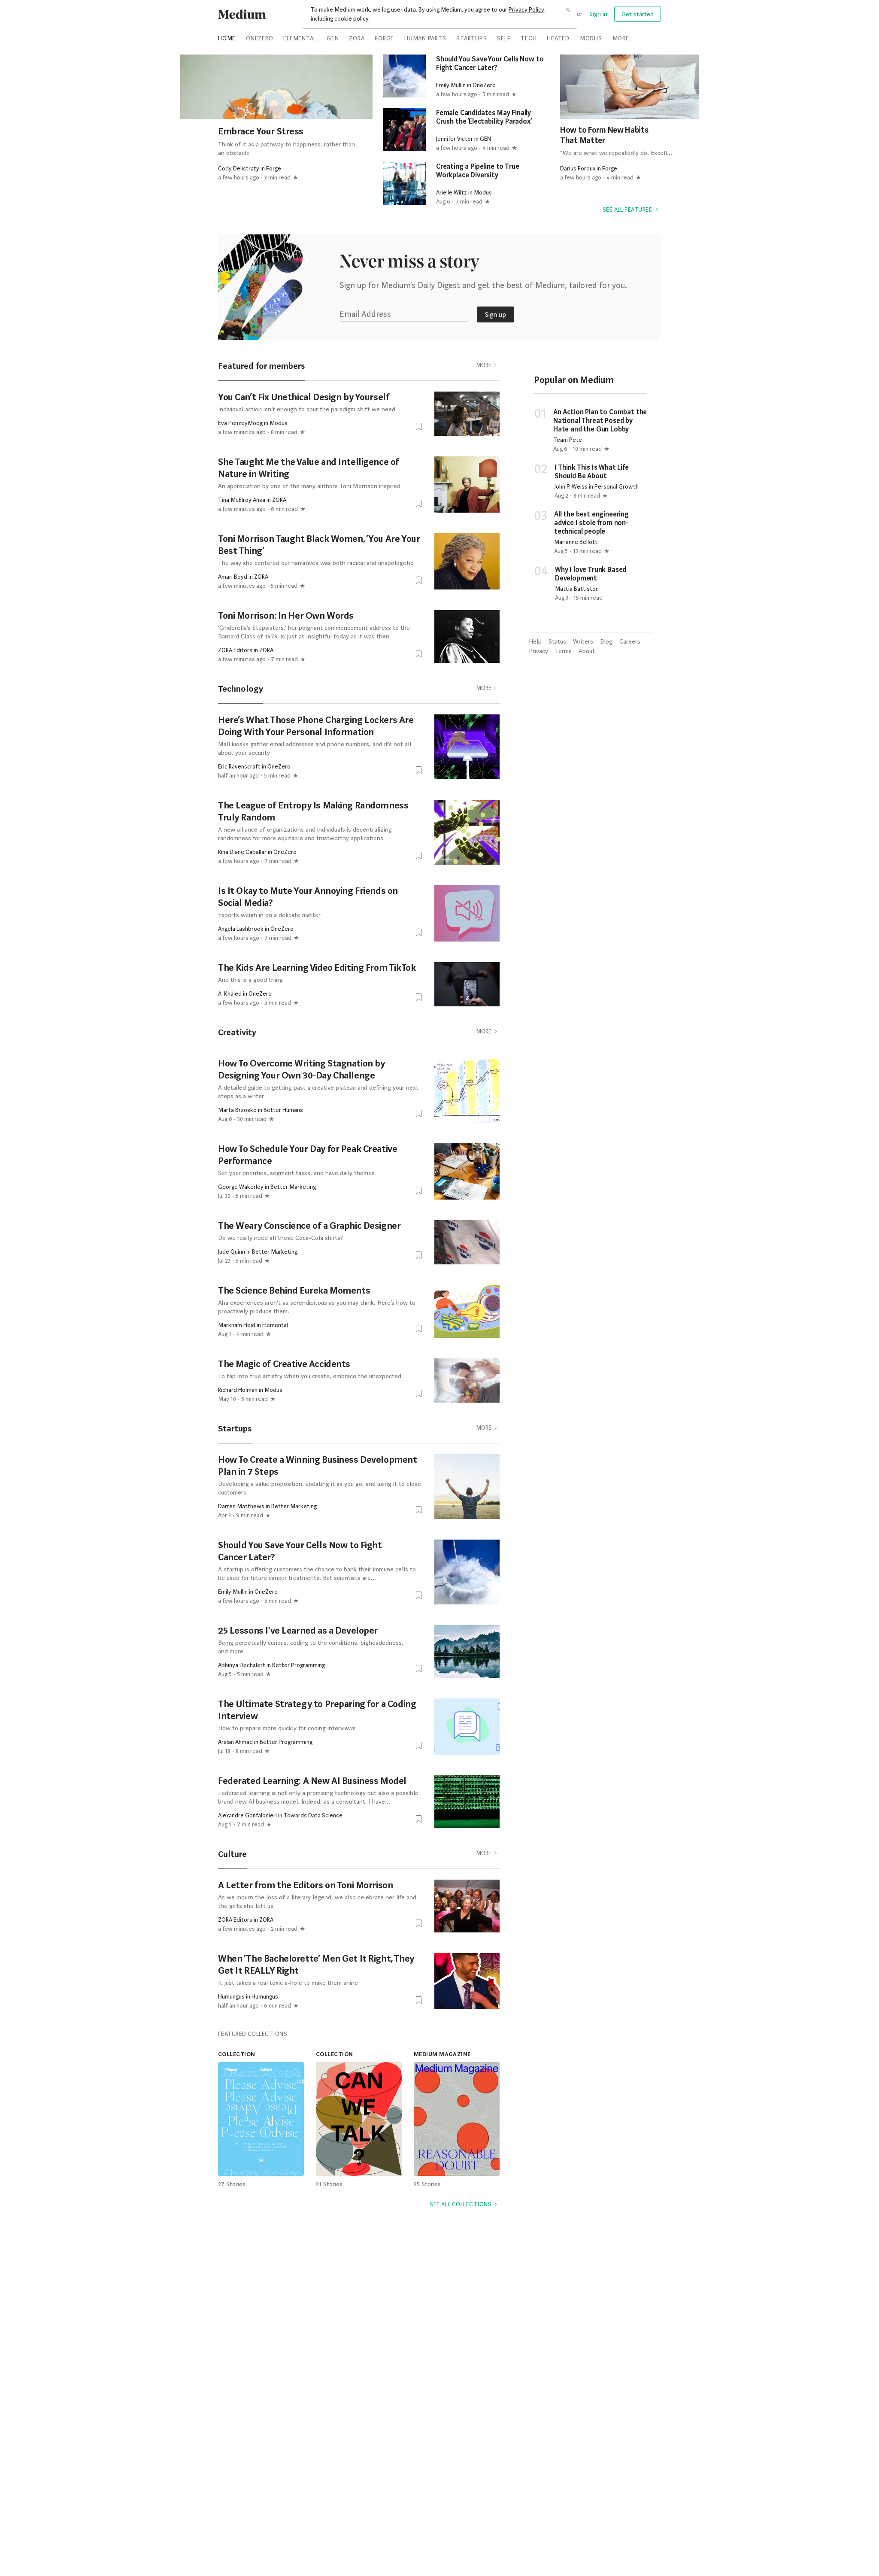 Medium
To make Medium work, we log user data. By using Medium, you agree to our Privacy Policy,
including cookie policy.
Sign in
Get started
HOME ONEZERO ELEMENTAL GEN ZORA FORGE HUMAN PARTS STARTUPS SELF TECH HEATED MODUS MORE
Embrace Your Stress
Think of it as a pathway to happiness, rather than
an obstacle
Cody Delistraty in Forge
a few hours ago · 3 min read ★
Should You Save Your Cells Now to
Fight Cancer Later?
Emily Mullin in OneZero
a few hours ago · 5 min read ★
Female Candidates May Finally
Crush the ‘Electability Paradox’
Jennifer Victor in GEN
a few hours ago · 4 min read ★
Creating a Pipeline to True
Workplace Diversity
Arielle Wiltz in Modus
Aug 6 · 7 min read ★
How to Form New Habits
That Matter
“We are what we repeatedly do. Excell…
Darius Foroux in Forge
a few hours ago · 4 min read ★
SEE ALL FEATURED
Never miss a story
Sign up for Medium’s Daily Digest and get the best of Medium, tailored for you.
Email Address
Sign up
Featured for members
MORE
You Can’t Fix Unethical Design by Yourself
Individual action isn’t enough to spur the paradigm shift we need
Eva PenzeyMoog in Modus
a few minutes ago · 8 min read ★
She Taught Me the Value and Intelligence of
Nature in Writing
An appreciation by one of the many authors Toni Morrison inspired
Tina McElroy Ansa in ZORA
a few minutes ago · 6 min read ★
Toni Morrison Taught Black Women, ‘You Are Your
Best Thing’
The way she centered our narratives was both radical and unapologetic
Amari Boyd in ZORA
a few minutes ago · 5 min read ★
Toni Morrison: In Her Own Words
‘Cinderella’s Stepsisters,’ her poignant commencement address to the
Barnard Class of 1979, is just as insightful today as it was then
ZORA Editors in ZORA
a few minutes ago · 7 min read ★
Popular on Medium
01
An Action Plan to Combat the
National Threat Posed by
Hate and the Gun Lobby
Team Pete
Aug 6 · 10 min read ★
02
I Think This Is What Life
Should Be About
John P. Weiss in Personal Growth
Aug 2 · 8 min read ★
03
All the best engineering
advice I stole from non-
technical people
Marianne Bellotti
Aug 5 · 13 min read ★
04
Why I love Trunk Based
Development
Mattia Battiston
Aug 3 · 15 min read
Help Status Writers Blog Careers
Privacy Terms About
Technology
MORE
Here’s What Those Phone Charging Lockers Are
Doing With Your Personal Information
Mall kiosks gather email addresses and phone numbers, and it’s not all
about your security
Eric Ravenscraft in OneZero
half an hour ago · 5 min read ★
The League of Entropy Is Making Randomness
Truly Random
A new alliance of organizations and individuals is decentralizing
randomness for more equitable and trustworthy applications
Rina Diane Caballar in OneZero
a few hours ago · 7 min read ★
Is It Okay to Mute Your Annoying Friends on
Social Media?
Experts weigh in on a delicate matter
Angela Lashbrook in OneZero
a few hours ago · 7 min read ★
The Kids Are Learning Video Editing From TikTok
And this is a good thing
A. Khaled in OneZero
a few hours ago · 5 min read ★
Creativity
MORE
How To Overcome Writing Stagnation by
Designing Your Own 30-Day Challenge
A detailed guide to getting past a creative plateau and defining your next
steps as a writer
Marta Brzosko in Better Humans
Aug 6 · 30 min read ★
How To Schedule Your Day for Peak Creative
Performance
Set your priorities, segment tasks, and have daily themes
George Wakerley in Better Marketing
Jul 30 · 5 min read ★
The Weary Conscience of a Graphic Designer
Do we really need all these Coca-Cola shirts?
Jude Quinn in Better Marketing
Jul 23 · 5 min read ★
The Science Behind Eureka Moments
Aha experiences aren’t as serendipitous as you may think. Here’s how to
proactively produce them.
Markham Heid in Elemental
Aug 1 · 4 min read ★
The Magic of Creative Accidents
To tap into true artistry when you create, embrace the unexpected
Richard Holman in Modus
May 10 · 5 min read ★
Startups
MORE
How To Create a Winning Business Development
Plan in 7 Steps
Developing a value proposition, updating it as you go, and using it to close
customers
Darren Matthews in Better Marketing
Apr 3 · 9 min read ★
Should You Save Your Cells Now to Fight
Cancer Later?
A startup is offering customers the chance to bank their immune cells to
be used for future cancer treatments. But scientists are…
Emily Mullin in OneZero
a few hours ago · 5 min read ★
25 Lessons I’ve Learned as a Developer
Being perpetually curious, coding to the conditions, bigheadedness,
and more
Aphinya Dechalert in Better Programming
Aug 5 · 5 min read ★
The Ultimate Strategy to Preparing for a Coding
Interview
How to prepare more quickly for coding interviews
Arslan Ahmad in Better Programming
Jul 18 · 8 min read ★
Federated Learning: A New AI Business Model
Federated learning is not only a promising technology but also a possible
brand new AI business model. Indeed, as a consultant, I have…
Alexandre Gonfalonieri in Towards Data Science
Aug 5 · 7 min read ★
Culture
MORE
A Letter from the Editors on Toni Morrison
As we mourn the loss of a literary legend, we also celebrate her life and
the gifts she left us
ZORA Editors in ZORA
a few minutes ago · 2 min read ★
When ‘The Bachelorette’ Men Get It Right, They
Get It REALLY Right
It just takes a real toxic a-hole to make them shine
Humungus in Humungus
half an hour ago · 6 min read ★
FEATURED COLLECTIONS
COLLECTION
Please Advise
Please Advise
Please Advise
27 Stories
COLLECTION
CAN
WE
TALK
?
21 Stories
MEDIUM MAGAZINE
Medium Magazine
REASONABLE
DOUBT
25 Stories
SEE ALL COLLECTIONS